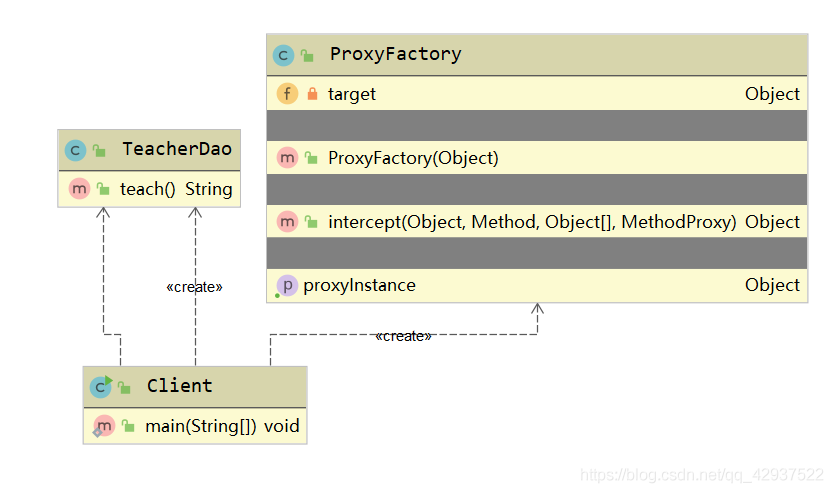 C ProxyFactory
f target Object
m ProxyFactory(Object)
m intercept(Object, Method, Object[], MethodProxy) Object
p proxyInstance Object
C TeacherDao
m teach() String
«create»
«create»
C Client
m main(String[]) void
https://blog.csdn.net/qq_42937522